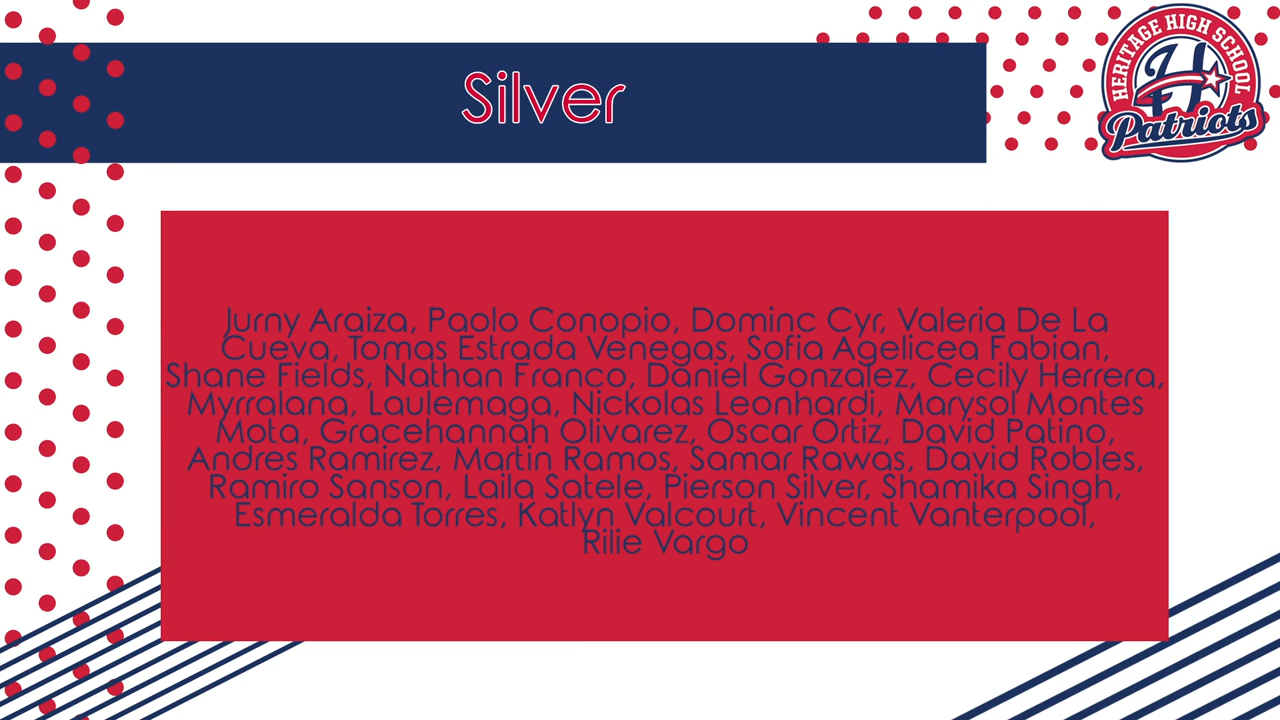 Silver
HERITAGE HIGH SCHOOL
H
Patriots
Jurny Araiza, Paolo Conopio, Dominc Cyr, Valeria De La
Cueva, Tomas Estrada Venegas, Sofia Agelicea Fabian,
Shane Fields, Nathan Franco, Daniel Gonzalez, Cecily Herrera,
Myrralana, Laulemaga, Nickolas Leonhardi, Marysol Montes
Mota, Gracehannah Olivarez, Oscar Ortiz, David Patino,
Andres Ramirez, Martin Ramos, Samar Rawas, David Robles,
Ramiro Sanson, Laila Satele, Pierson Silver, Shamika Singh,
Esmeralda Torres, Katlyn Valcourt, Vincent Vanterpool,
Rilie Vargo